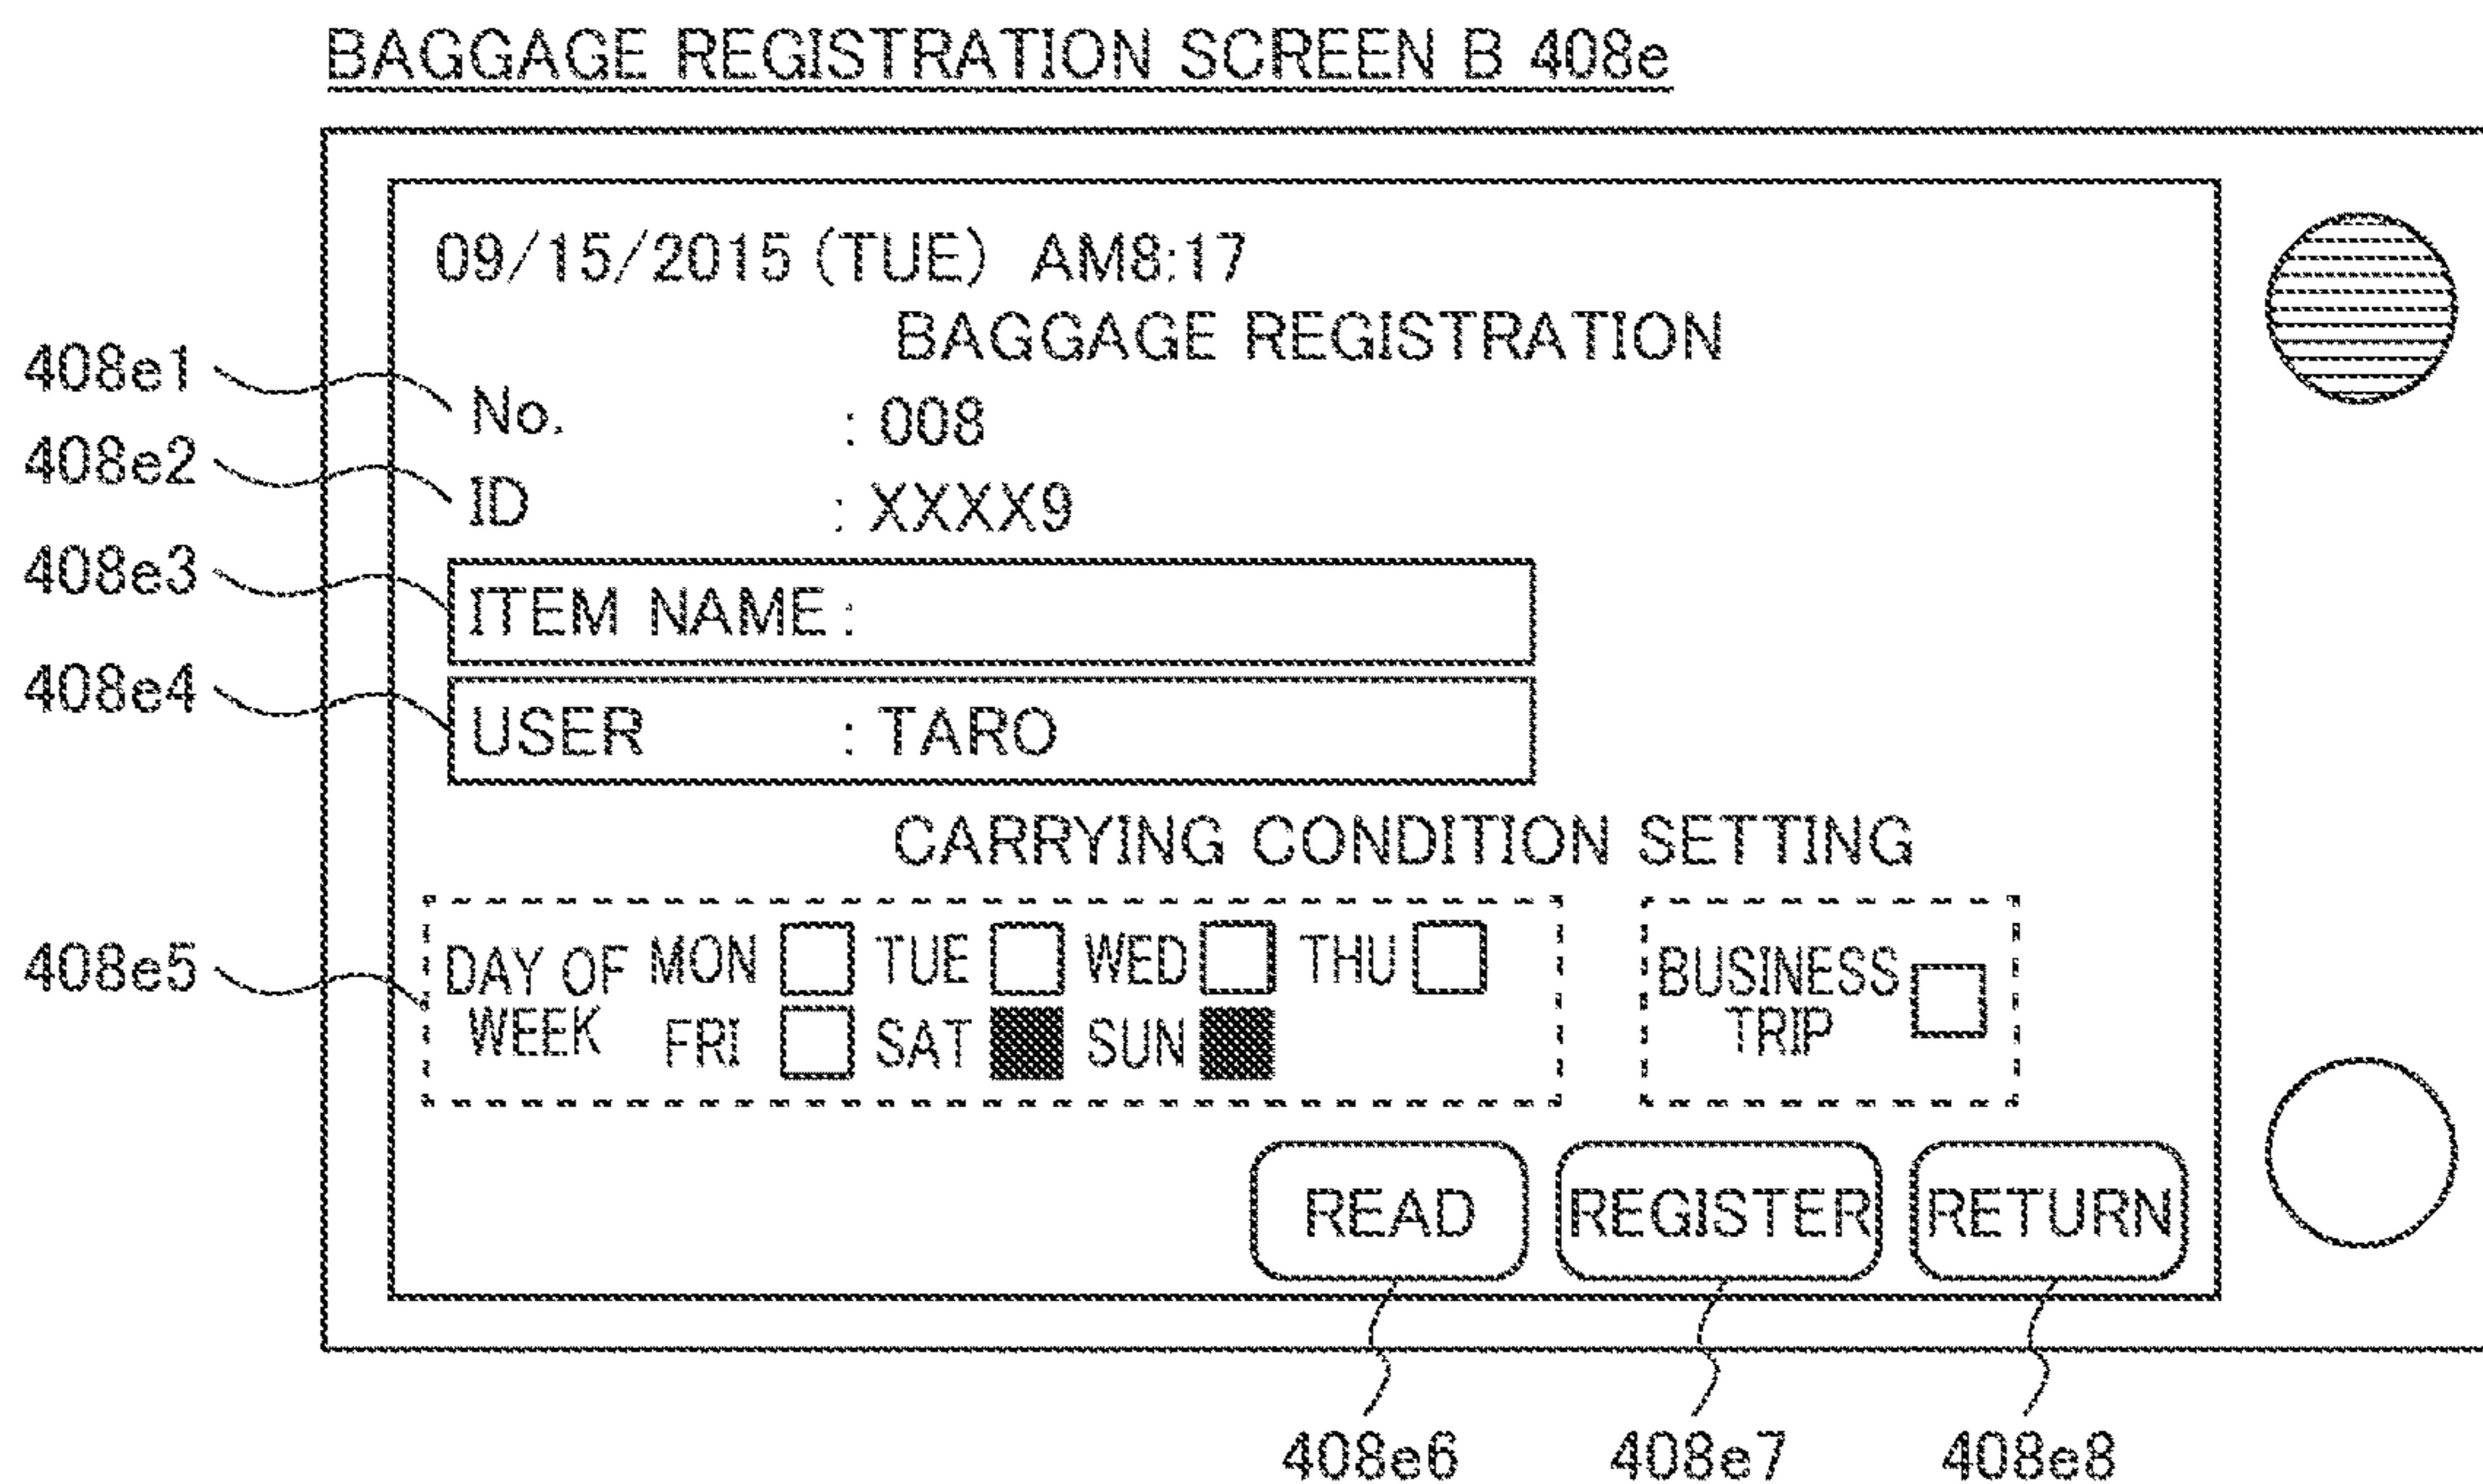 BAGGAGE REGISTRATION SCREEN B 408e
09/15/2015 (TUE) AM8:17
BAGGAGE REGISTRATION
408e1
No. : 008
408e2
ID : XXXX9
408e3
ITEM NAME :
408e4
USER : TARO
CARRYING CONDITION SETTING
408e5
DAY OF WEEK
MON TUE WED THU
FRI SAT SUN
BUSINESS
TRIP
READ REGISTER RETURN
408e6 408e7 408e8